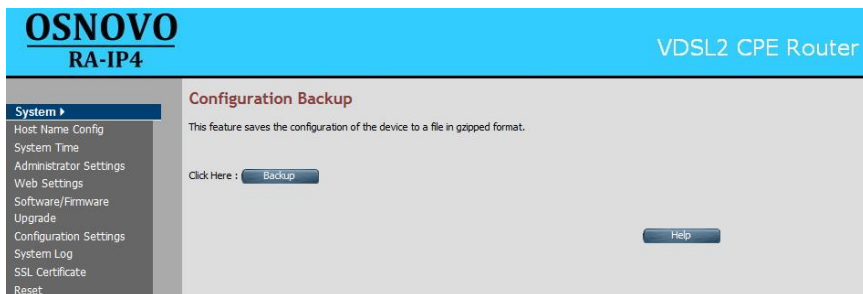 OSNOVO
RA-IP4
VDSL2 CPE Router
System
Host Name Config
System Time
Administrator Settings
Web Settings
Software/Firmware
Upgrade
Configuration Settings
System Log
SSL Certificate
Reset
Configuration Backup
This feature saves the configuration of the device to a file in gzipped format.
Click Here : Backup
Help